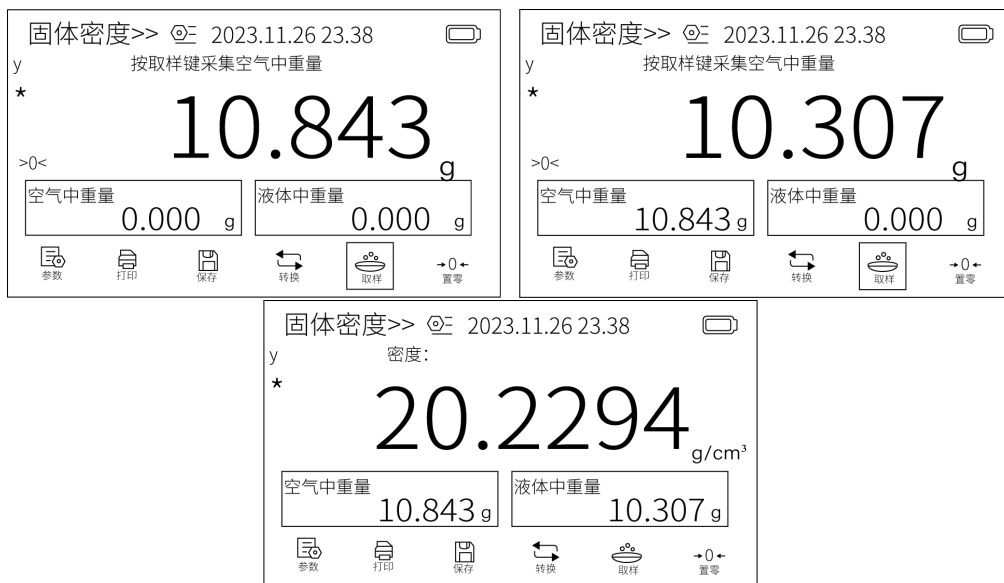 固体密度>> 2023.11.26 23.38
y 按取样键采集空气中重量
*
10.843 g
>0<
空气中重量 液体中重量
0.000 g 0.000 g
参数 打印 保存 转换 取样 →0← 置零
固体密度>> 2023.11.26 23.38
y 按取样键采集空气中重量
*
10.307 g
>0<
空气中重量 液体中重量
10.843 g 0.000 g
参数 打印 保存 转换 取样 →0← 置零
固体密度>> 2023.11.26 23.38
y 密度:
*
20.2294 g/cm³
空气中重量 液体中重量
10.843 g 10.307 g
参数 打印 保存 转换 取样 →0← 置零